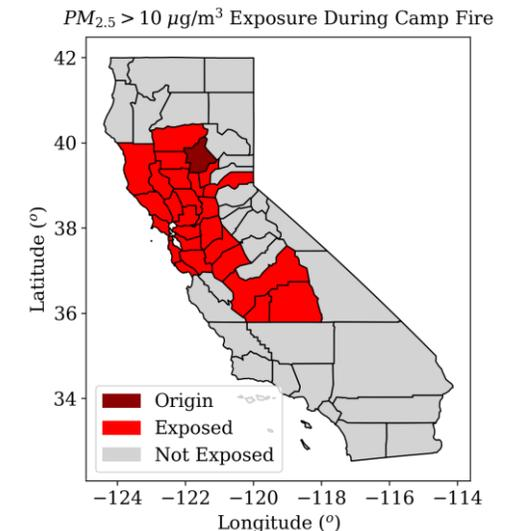 PM2.5 > 10 μg/m³ Exposure During Camp Fire
42
40
38
36
34
Latitude (o)
Origin
Exposed
Not Exposed
−124 −122 −120 −118 −116 −114
Longitude (o)